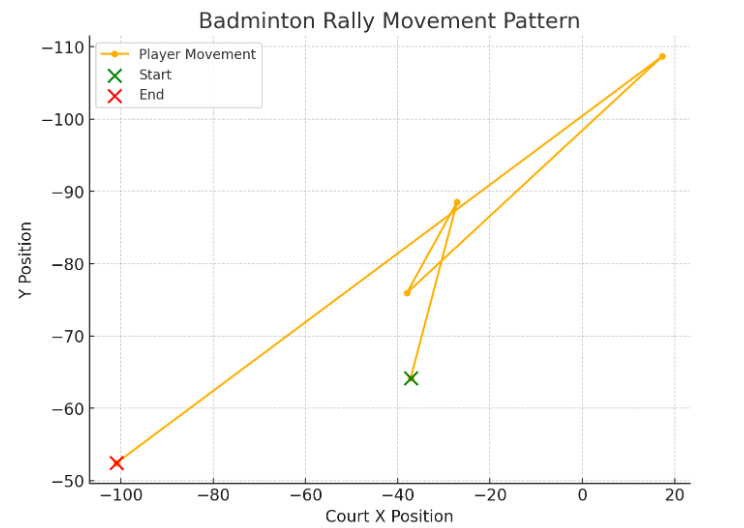 Badminton Rally Movement Pattern
Player Movement
Start
End
Y Position
−110
−100
−90
−80
−70
−60
−50
−100 −80 −60 −40 −20 0 20
Court X Position